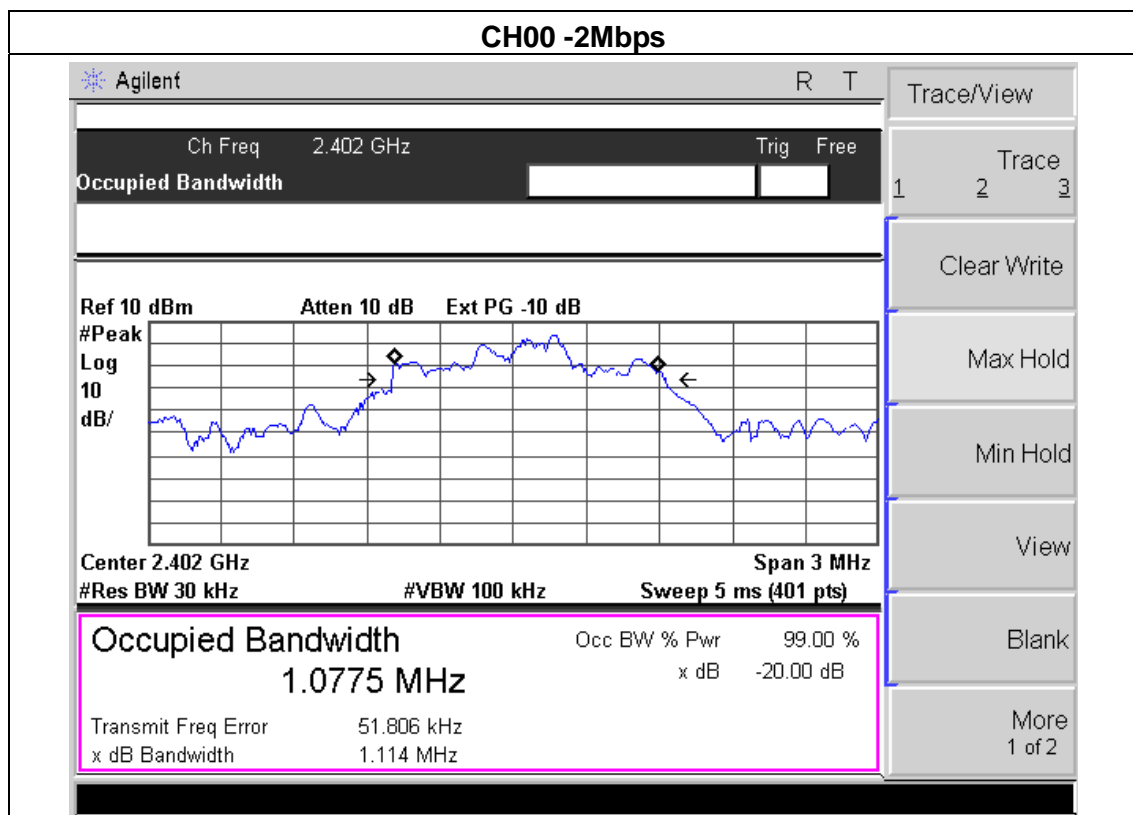 CH00 -2Mbps
Agilent R T
Trace/View
Ch Freq 2.402 GHz Trig Free
Occupied Bandwidth
Trace
1 2 3
Clear Write
Max Hold
Min Hold
View
Blank
More
1 of 2
Ref 10 dBm Atten 10 dB Ext PG -10 dB
#Peak
Log
10
dB/
Center 2.402 GHz Span 3 MHz
#Res BW 30 kHz #VBW 100 kHz Sweep 5 ms (401 pts)
Occupied Bandwidth Occ BW % Pwr 99.00 %
1.0775 MHz x dB -20.00 dB
Transmit Freq Error 51.806 kHz
x dB Bandwidth 1.114 MHz